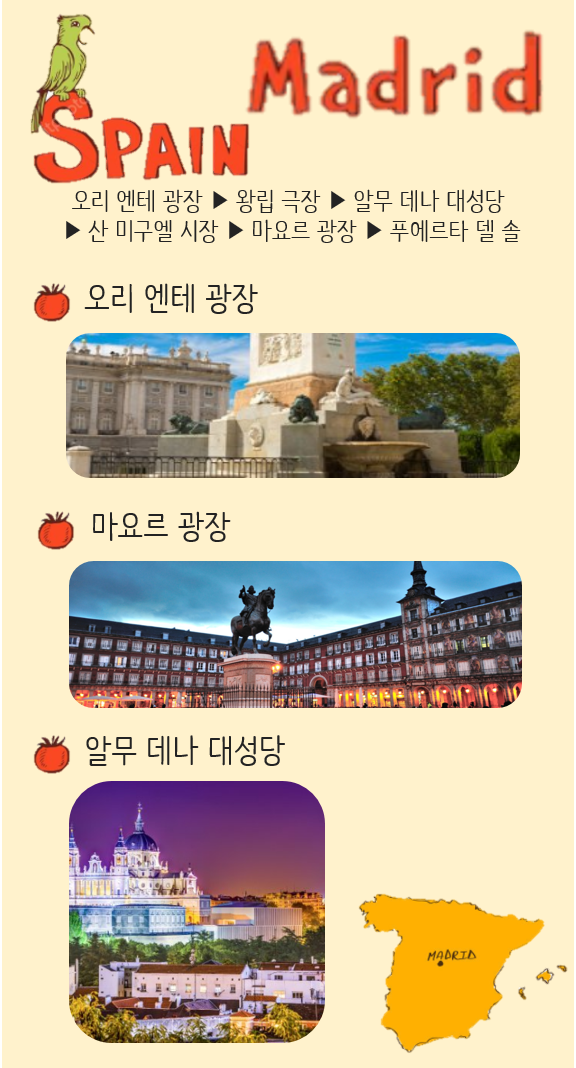 SPAIN Madrid
오리 엔테 광장 ▶ 왕립 극장 ▶ 알무 데나 대성당
▶ 산 미구엘 시장 ▶ 마요르 광장 ▶ 푸에르타 델 솔
오리 엔테 광장
마요르 광장
알무 데나 대성당
MADRID